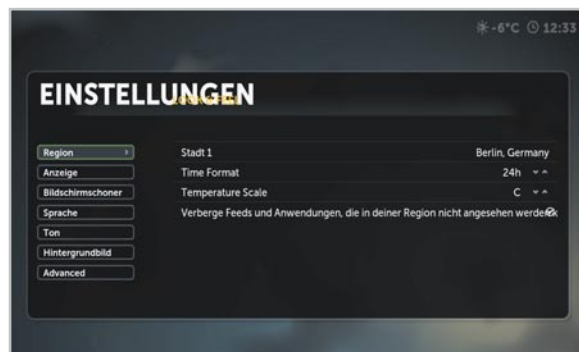 -6°C 12:33
EINSTELLUNGEN
Region
Stadt 1 Berlin, Germany
Anzeige
Time Format 24h
Bildschirmschoner
Temperature Scale C
Sprache
Verberge Feeds und Anwendungen, die in deiner Region nicht angesehen werden
Ton
Hintergrundbild
Advanced